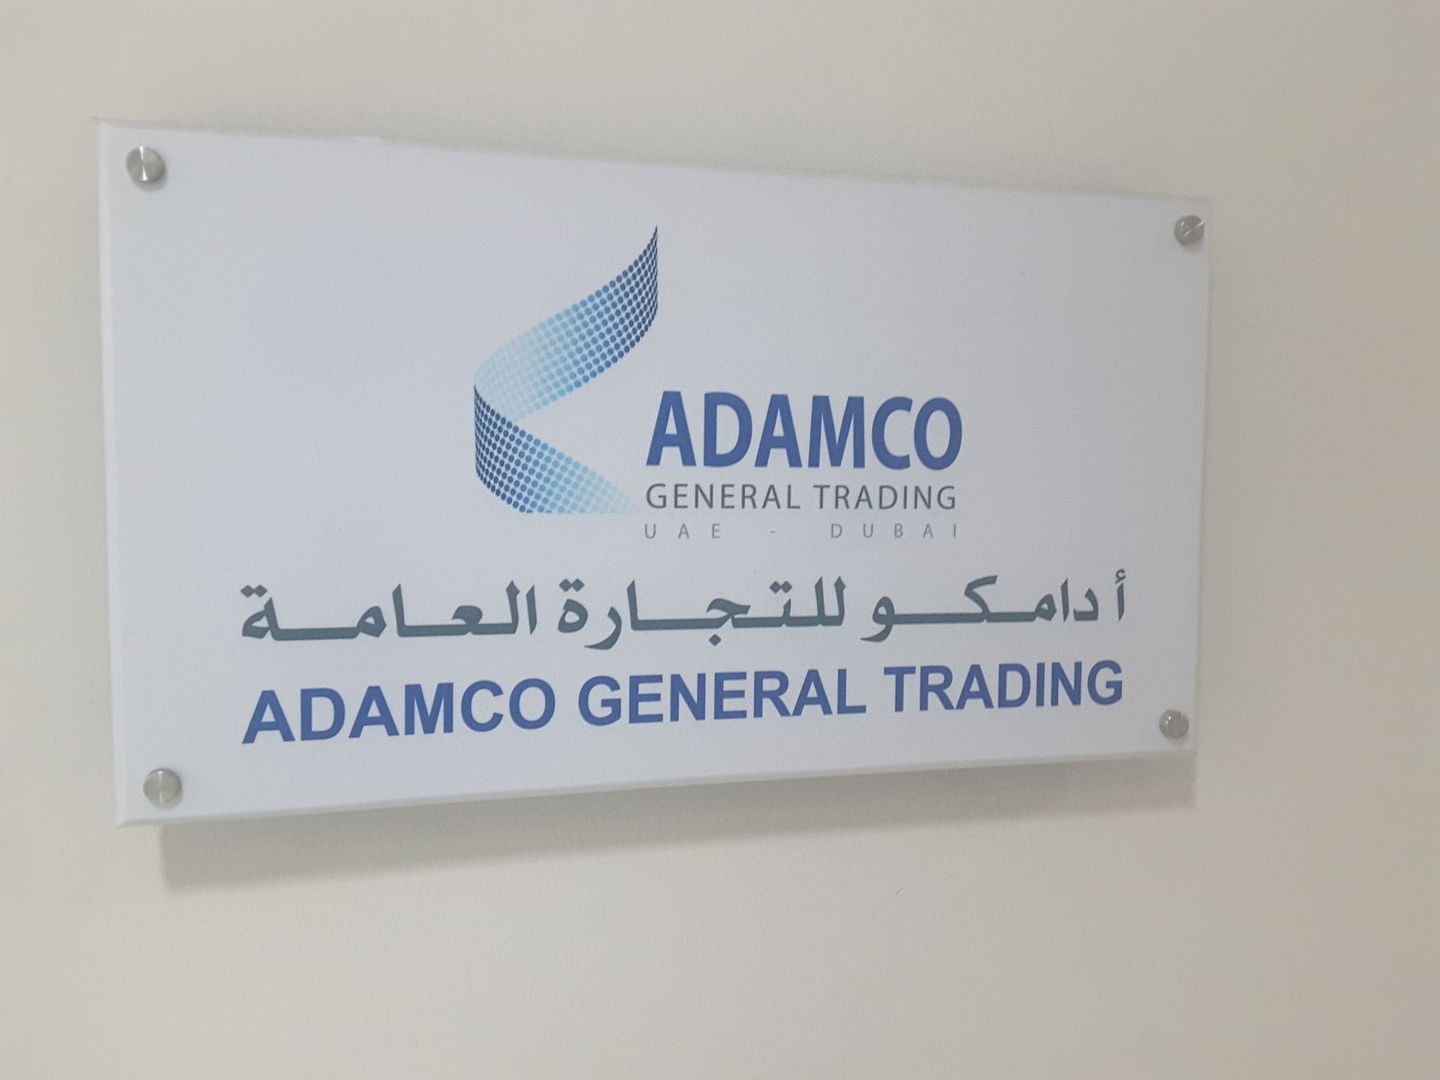 ADAMCO
GENERAL TRADING
UAE - DUBAI
أدامكو للتجارة العامة
ADAMCO GENERAL TRADING